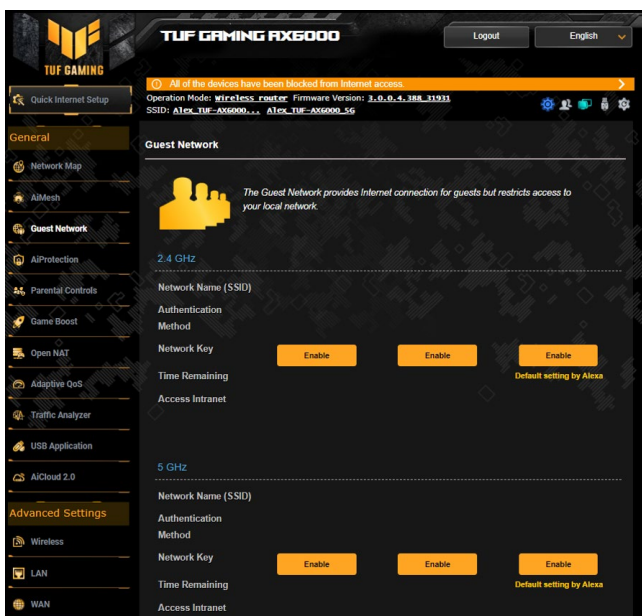 TUF GAMING AX6000
Logout
English
TUF GAMING
All of the devices have been blocked from Internet access.
Quick Internet Setup
Operation Mode: Wireless router Firmware Version: 3.0.0.4.388_31931
SSID: Alex_TUF-AX6000... Alex_TUF-AX6000_5G
General
Network Map
AiMesh
Guest Network
AiProtection
Parental Controls
Game Boost
Open NAT
Adaptive QoS
Traffic Analyzer
USB Application
AiCloud 2.0
Advanced Settings
Wireless
LAN
WAN
Guest Network
The Guest Network provides Internet connection for guests but restricts access to
your local network.
2.4 GHz
Network Name (SSID)
Authentication
Method
Network Key
Enable Enable Enable
Time Remaining
Default setting by Alexa
Access Intranet
5 GHz
Network Name (SSID)
Authentication
Method
Network Key
Enable Enable Enable
Time Remaining
Default setting by Alexa
Access Intranet